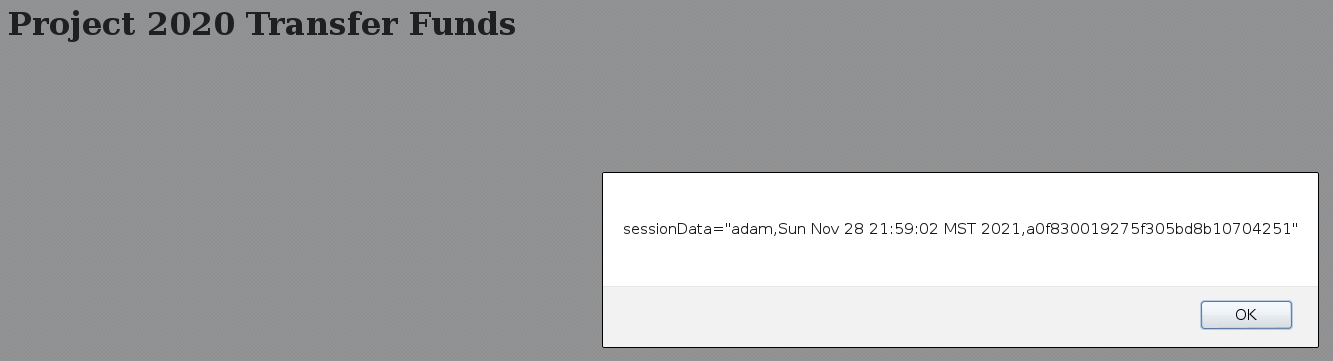 Project 2020 Transfer Funds
sessionData="adam,Sun Nov 28 21:59:02 MST 2021,a0f830019275f305bd8b10704251"
OK